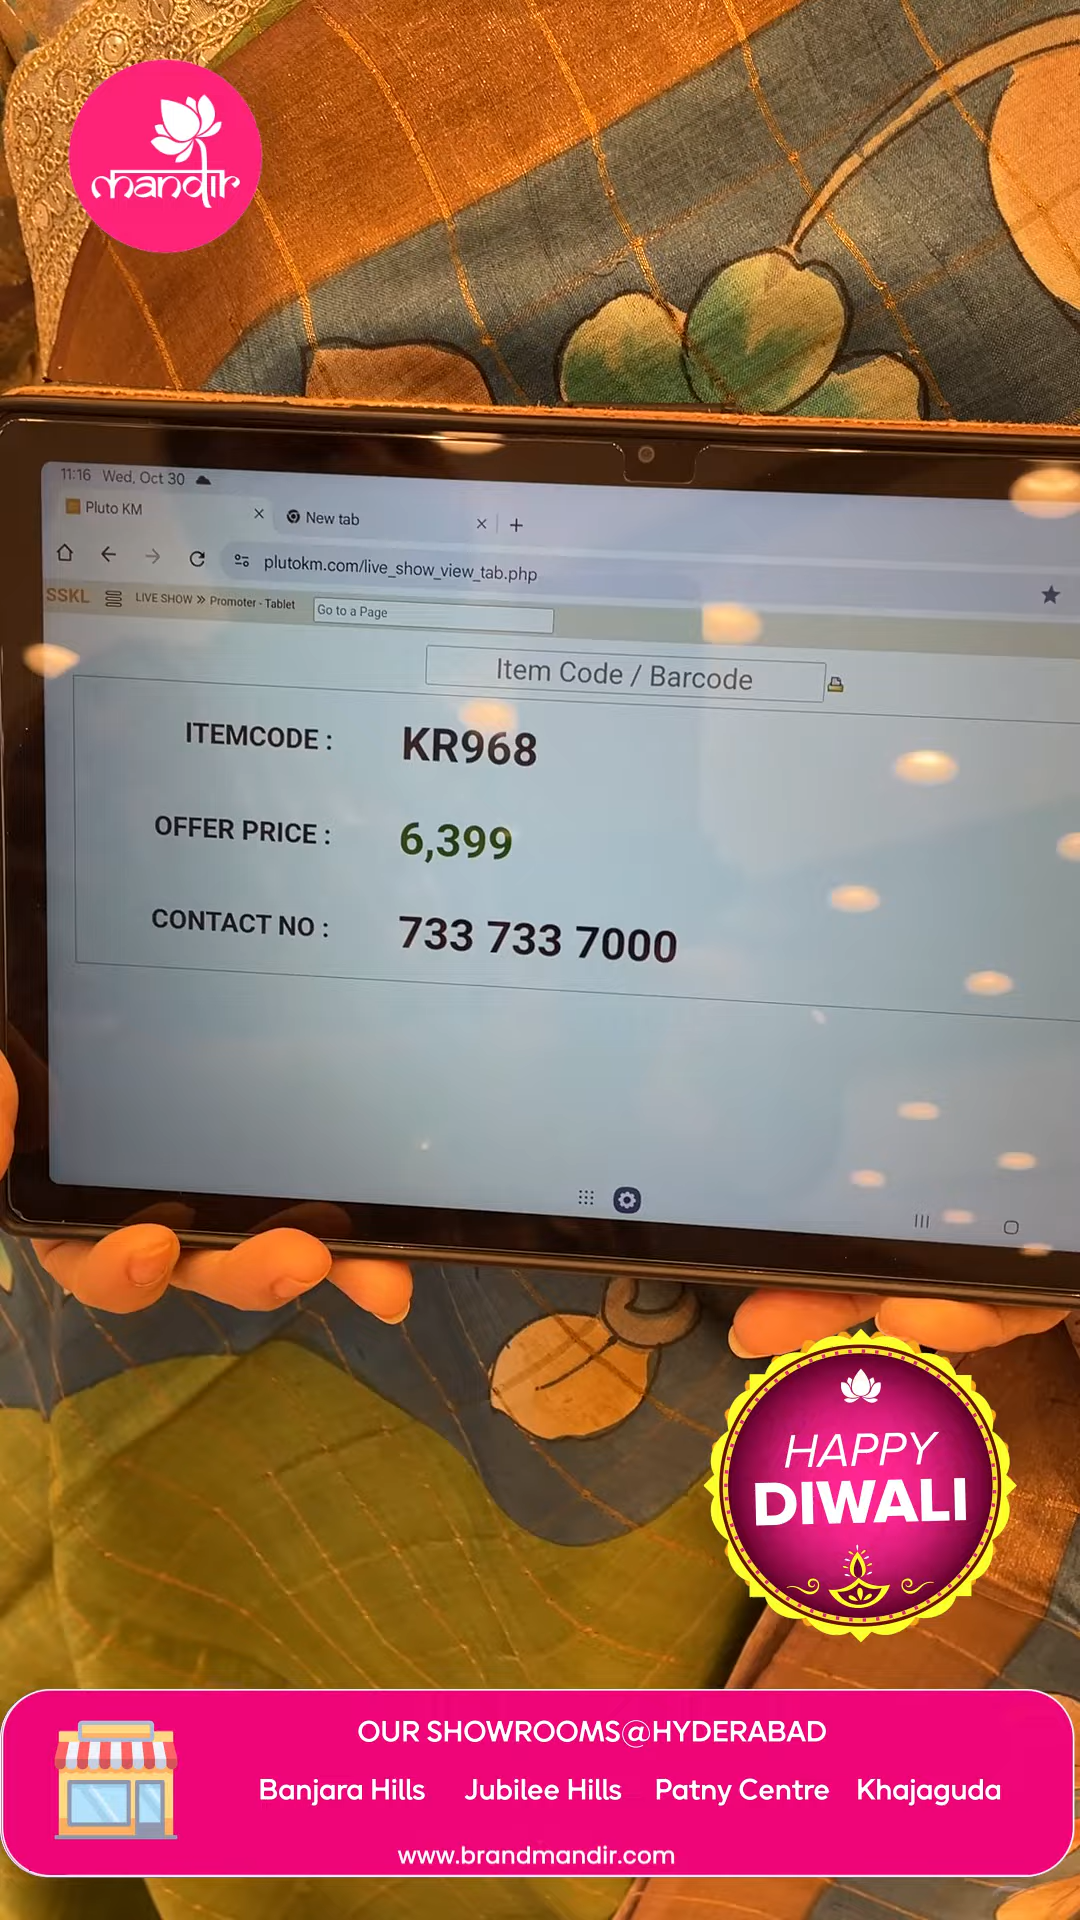 mandir
11:16 Wed, Oct 30
Pluto KM
New tab
plutokm.com/live_show_view_tab.php
SSKL
LIVE SHOW » Promoter - Tablet
Go to a Page
Item Code / Barcode
ITEMCODE : KR968
OFFER PRICE : 6,399
CONTACT NO : 733 733 7000
HAPPY
DIWALI
OUR SHOWROOMS@HYDERABAD
Banjara Hills Jubilee Hills Patny Centre Khajaguda
www.brandmandir.com